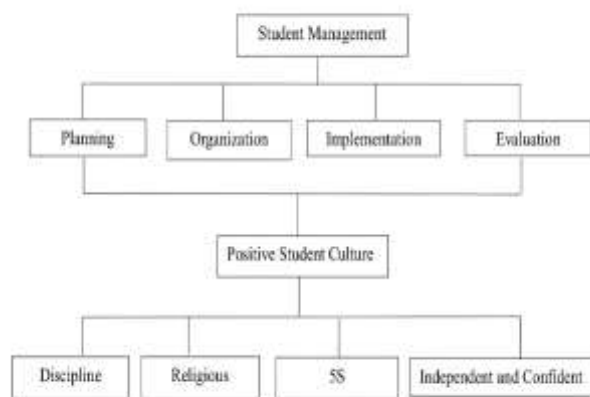 Student Management
Planning
Organization
Implementation
Evaluation
Positive Student Culture
Discipline
Religious
5S
Independent and Confident